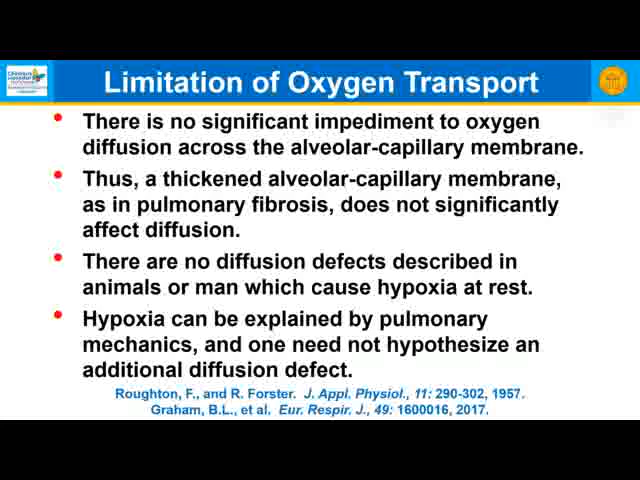 Limitation of Oxygen Transport
• There is no significant impediment to oxygen
diffusion across the alveolar-capillary membrane.
• Thus, a thickened alveolar-capillary membrane,
as in pulmonary fibrosis, does not significantly
affect diffusion.
• There are no diffusion defects described in
animals or man which cause hypoxia at rest.
• Hypoxia can be explained by pulmonary
mechanics, and one need not hypothesize an
additional diffusion defect.
Roughton, F., and R. Forster. J. Appl. Physiol., 11: 290-302, 1957.
Graham, B.L., et al. Eur. Respir. J., 49: 1600016, 2017.